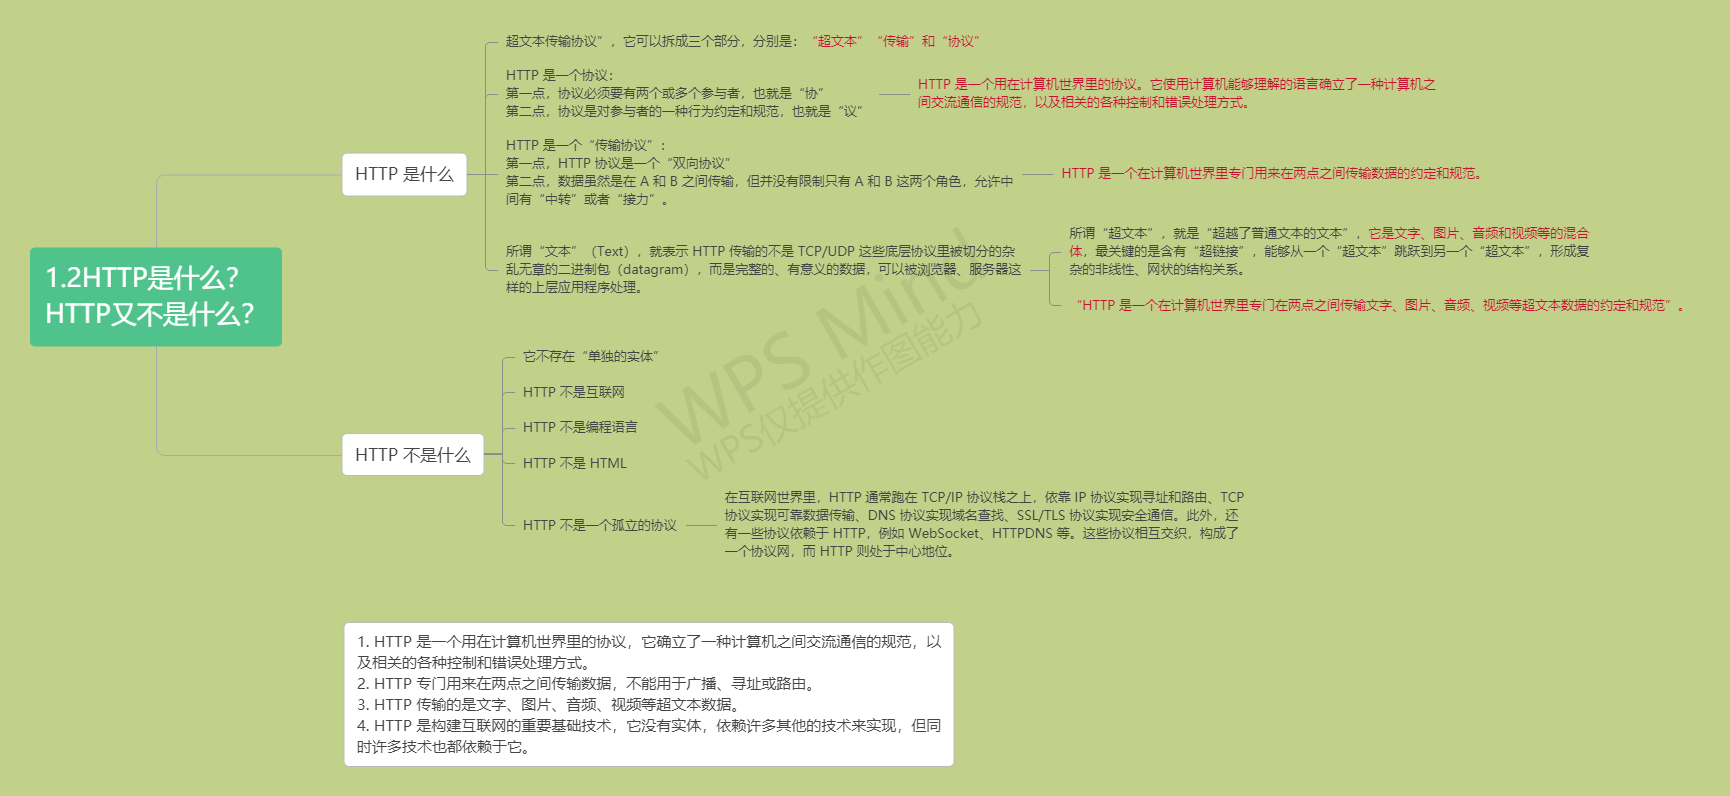 1.2HTTP是什么？
HTTP又不是什么？
HTTP 是什么
超文本传输协议”，它可以拆成三个部分，分别是：“超文本”“传输”和“协议”
HTTP 是一个协议：
第一点，协议必须要有两个或多个参与者，也就是“协”
第二点，协议是对参与者的一种行为约定和规范，也就是“议”
HTTP 是一个用在计算机世界里的协议。它使用计算机能够理解的语言确立了一种计算机之
间交流通信的规范，以及相关的各种控制和错误处理方式。
HTTP 是一个“传输协议”：
第一点，HTTP 协议是一个“双向协议”
第二点，数据虽然是在 A 和 B 之间传输，但并没有限制只有 A 和 B 这两个角色，允许中
间有“中转”或者“接力”。
HTTP 是一个在计算机世界里专门用来在两点之间传输数据的约定和规范。
所谓“文本”（Text），就表示 HTTP 传输的不是 TCP/UDP 这些底层协议里被切分的杂
乱无章的二进制包（datagram），而是完整的、有意义的数据，可以被浏览器、服务器这
样的上层应用程序处理。
所谓“超文本”，就是“超越了普通文本的文本”，它是文字、图片、音频和视频等的混合
体，最关键的是含有“超链接”，能够从一个“超文本”跳跃到另一个“超文本”，形成复
杂的非线性、网状的结构关系。
“HTTP 是一个在计算机世界里专门在两点之间传输文字、图片、音频、视频等超文本数据的约定和规范”。
HTTP 不是什么
它不存在“单独的实体”
HTTP 不是互联网
HTTP 不是编程语言
HTTP 不是 HTML
HTTP 不是一个孤立的协议
在互联网世界里，HTTP 通常跑在 TCP/IP 协议栈之上，依靠 IP 协议实现寻址和路由、TCP
协议实现可靠数据传输、DNS 协议实现域名查找、SSL/TLS 协议实现安全通信。此外，还
有一些协议依赖于 HTTP，例如 WebSocket、HTTPDNS 等。这些协议相互交织，构成了
一个协议网，而 HTTP 则处于中心地位。
1. HTTP 是一个用在计算机世界里的协议，它确立了一种计算机之间交流通信的规范，以
及相关的各种控制和错误处理方式。
2. HTTP 专门用来在两点之间传输数据，不能用于广播、寻址或路由。
3. HTTP 传输的是文字、图片、音频、视频等超文本数据。
4. HTTP 是构建互联网的重要基础技术，它没有实体，依赖许多其他的技术来实现，但同
时许多技术也都依赖于它。
WPS Mind
WPS仅提供作图能力